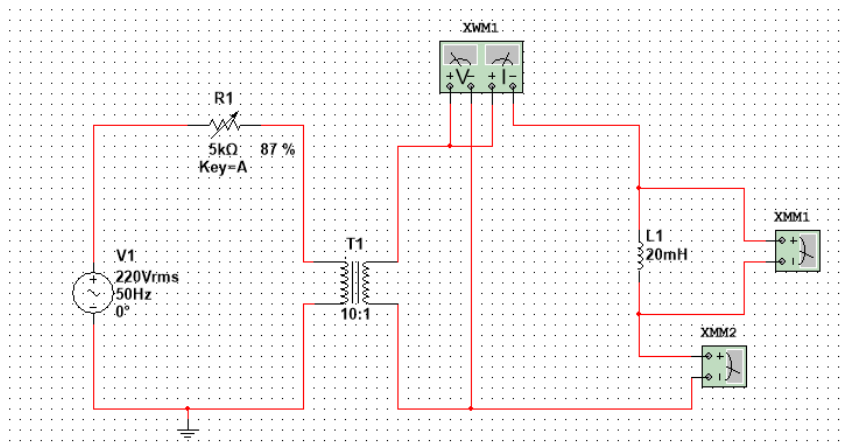 XWM1
+V- +I-
R1
5kΩ 87 %
Key=A
V1
220Vrms
50Hz
0°
T1
10:1
L1
20mH
XMM1
XMM2